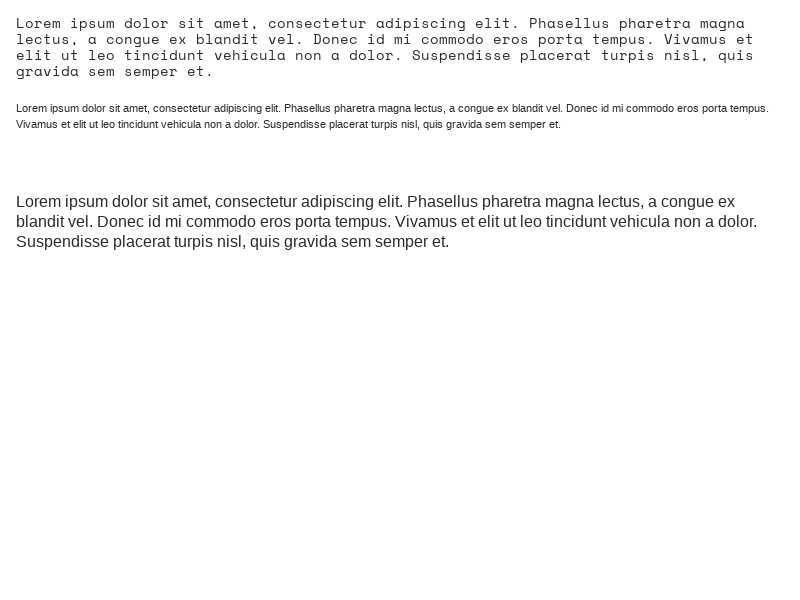 Lorem ipsum dolor sit amet, consectetur adipiscing elit. Phasellus pharetra magna
lectus, a congue ex blandit vel. Donec id mi commodo eros porta tempus. Vivamus et
elit ut leo tincidunt vehicula non a dolor. Suspendisse placerat turpis nisl, quis
gravida sem semper et.
Lorem ipsum dolor sit amet, consectetur adipiscing elit. Phasellus pharetra magna lectus, a congue ex blandit vel. Donec id mi commodo eros porta tempus.
Vivamus et elit ut leo tincidunt vehicula non a dolor. Suspendisse placerat turpis nisl, quis gravida sem semper et.
Lorem ipsum dolor sit amet, consectetur adipiscing elit. Phasellus pharetra magna lectus, a congue ex
blandit vel. Donec id mi commodo eros porta tempus. Vivamus et elit ut leo tincidunt vehicula non a dolor.
Suspendisse placerat turpis nisl, quis gravida sem semper et.